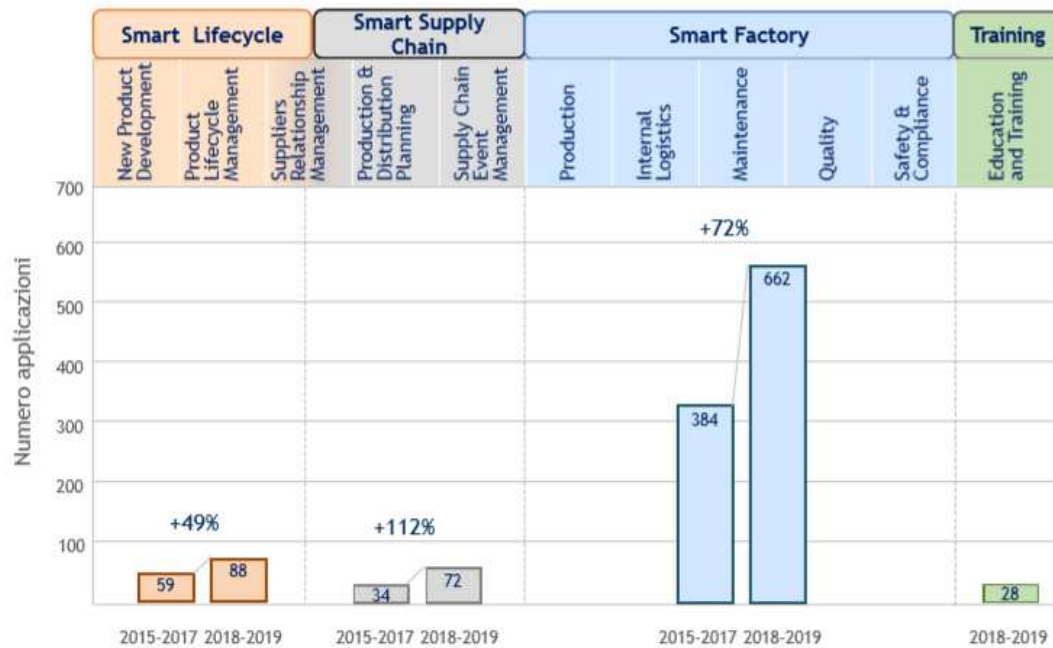 Smart Lifecycle
Smart Supply
Chain
Smart Factory
Training
New Product
Development
Product
Lifecycle
Management
Suppliers
Relationship
Management
Production &
Distribution
Planning
Supply Chain
Event
Management
Production
Internal
Logistics
Maintenance
Quality
Safety &
Compliance
Education
and Training
Numero applicazioni
700
600
500
400
300
200
100
+49%
59
88
+112%
34
72
+72%
384
662
28
2015-2017 2018-2019
2015-2017 2018-2019
2015-2017 2018-2019
2018-2019